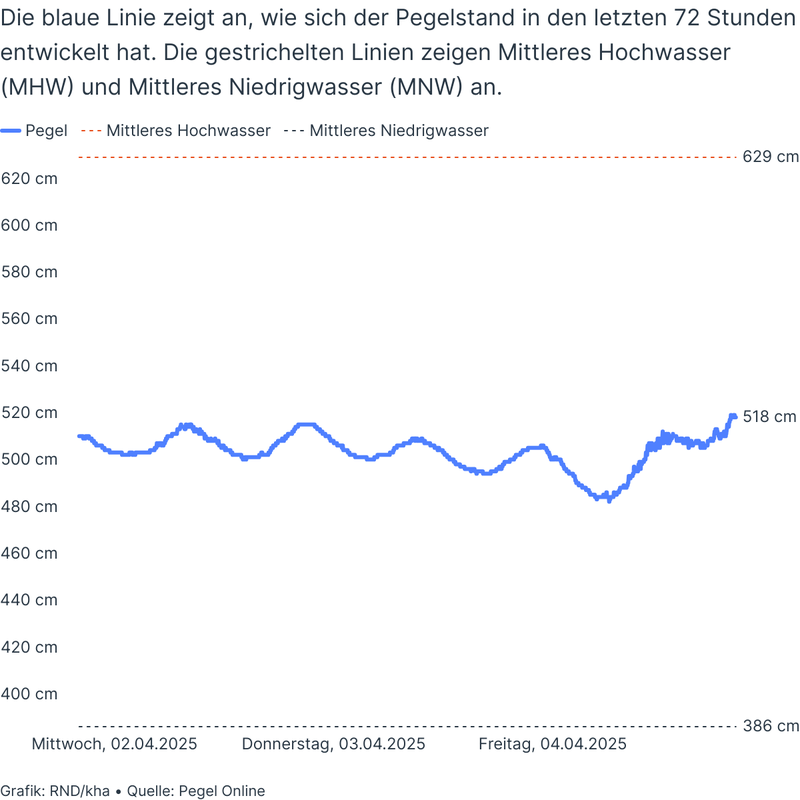 Die blaue Linie zeigt an, wie sich der Pegelstand in den letzten 72 Stunden
entwickelt hat. Die gestrichelten Linien zeigen Mittleres Hochwasser
(MHW) und Mittleres Niedrigwasser (MNW) an.
Pegel Mittleres Hochwasser Mittleres Niedrigwasser
629 cm
620 cm
600 cm
580 cm
560 cm
540 cm
520 cm
518 cm
500 cm
480 cm
460 cm
440 cm
420 cm
400 cm
386 cm
Mittwoch, 02.04.2025 Donnerstag, 03.04.2025 Freitag, 04.04.2025
Grafik: RND/kha • Quelle: Pegel Online